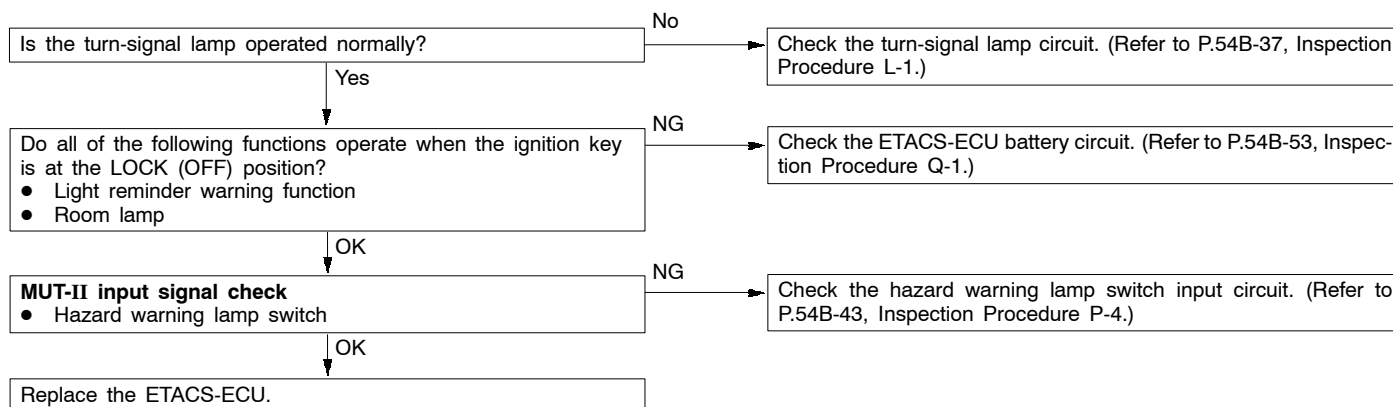 Is the turn-signal lamp operated normally?
No
Check the turn-signal lamp circuit. (Refer to P.54B-37, Inspection
Procedure L-1.)
Yes
Do all of the following functions operate when the ignition key
is at the LOCK (OFF) position?
● Light reminder warning function
● Room lamp
NG
Check the ETACS-ECU battery circuit. (Refer to P.54B-53, Inspec-
tion Procedure Q-1.)
OK
MUT-II input signal check
● Hazard warning lamp switch
NG
Check the hazard warning lamp switch input circuit. (Refer to
P.54B-43, Inspection Procedure P-4.)
OK
Replace the ETACS-ECU.